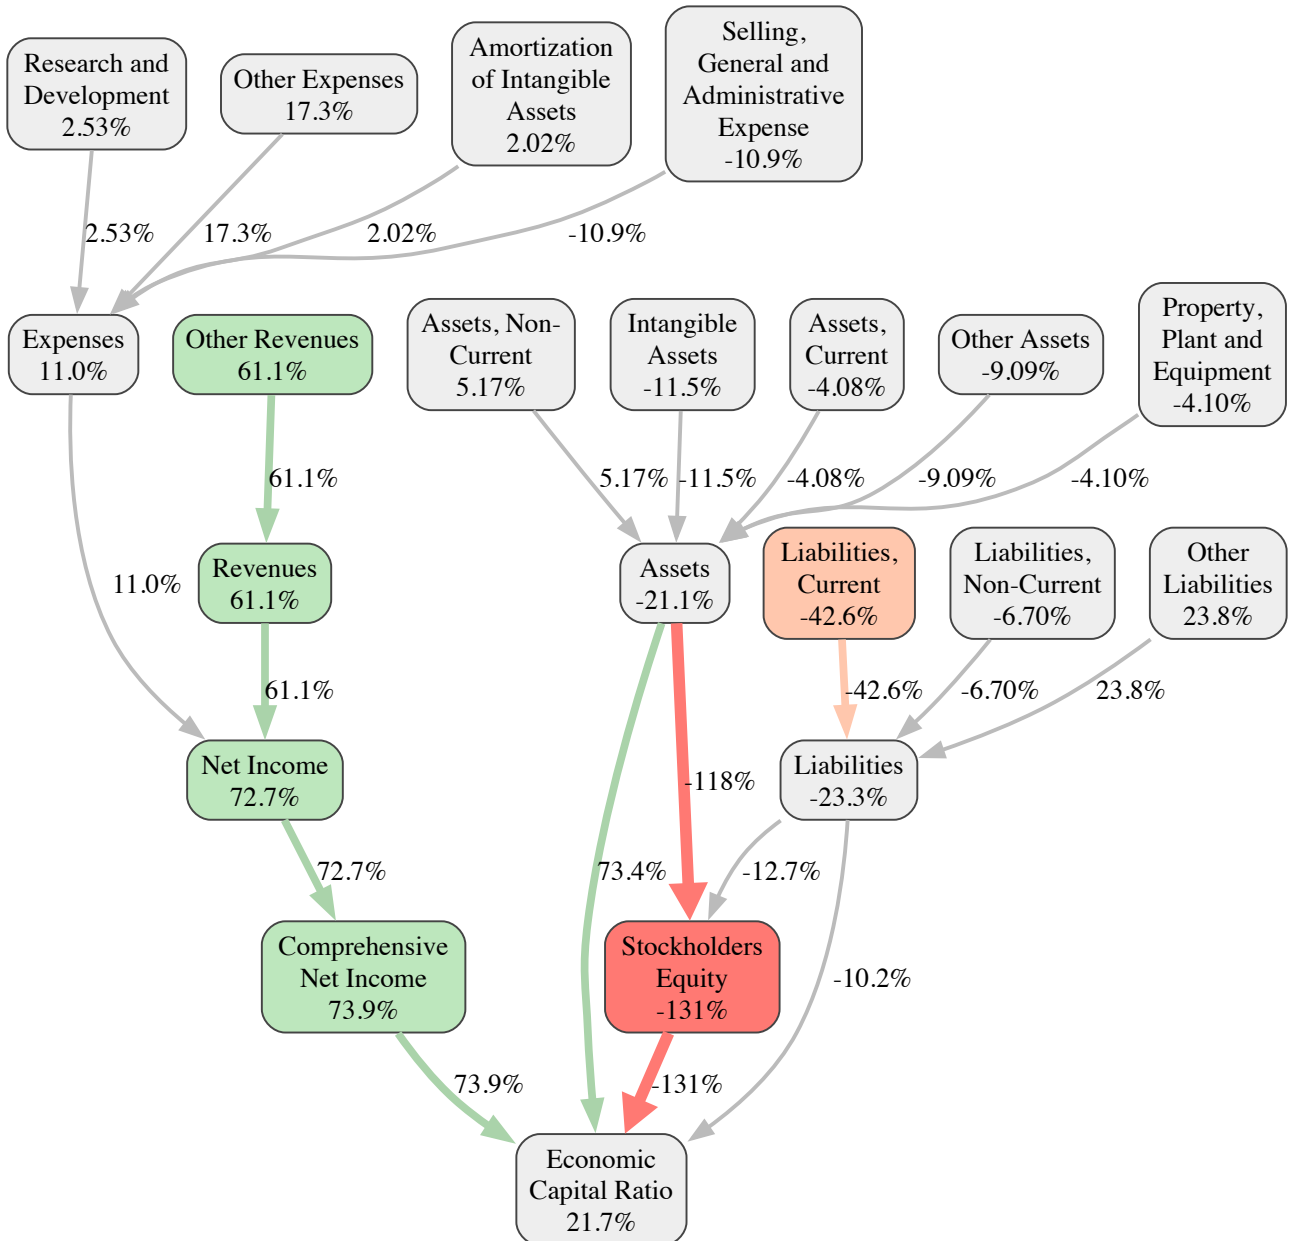 Research and
Development
2.53%
Other Expenses
17.3%
Amortization
of Intangible
Assets
2.02%
Selling,
General and
Administrative
Expense
-10.9%
2.53%
17.3%
2.02%
-10.9%
Expenses
11.0%
Other Revenues
61.1%
Assets, Non-
Current
5.17%
Intangible
Assets
-11.5%
Assets,
Current
-4.08%
Other Assets
-9.09%
Property,
Plant and
Equipment
-4.10%
61.1%
5.17%
-11.5%
-4.08%
-9.09%
-4.10%
11.0%
Revenues
61.1%
Assets
-21.1%
Liabilities,
Current
-42.6%
Liabilities,
Non-Current
-6.70%
Other
Liabilities
23.8%
61.1%
-42.6%
-6.70%
23.8%
Net Income
72.7%
-118%
Liabilities
-23.3%
72.7%
73.4%
-12.7%
Comprehensive
Net Income
73.9%
Stockholders
Equity
-131%
-10.2%
73.9%
-131%
Economic
Capital Ratio
21.7%